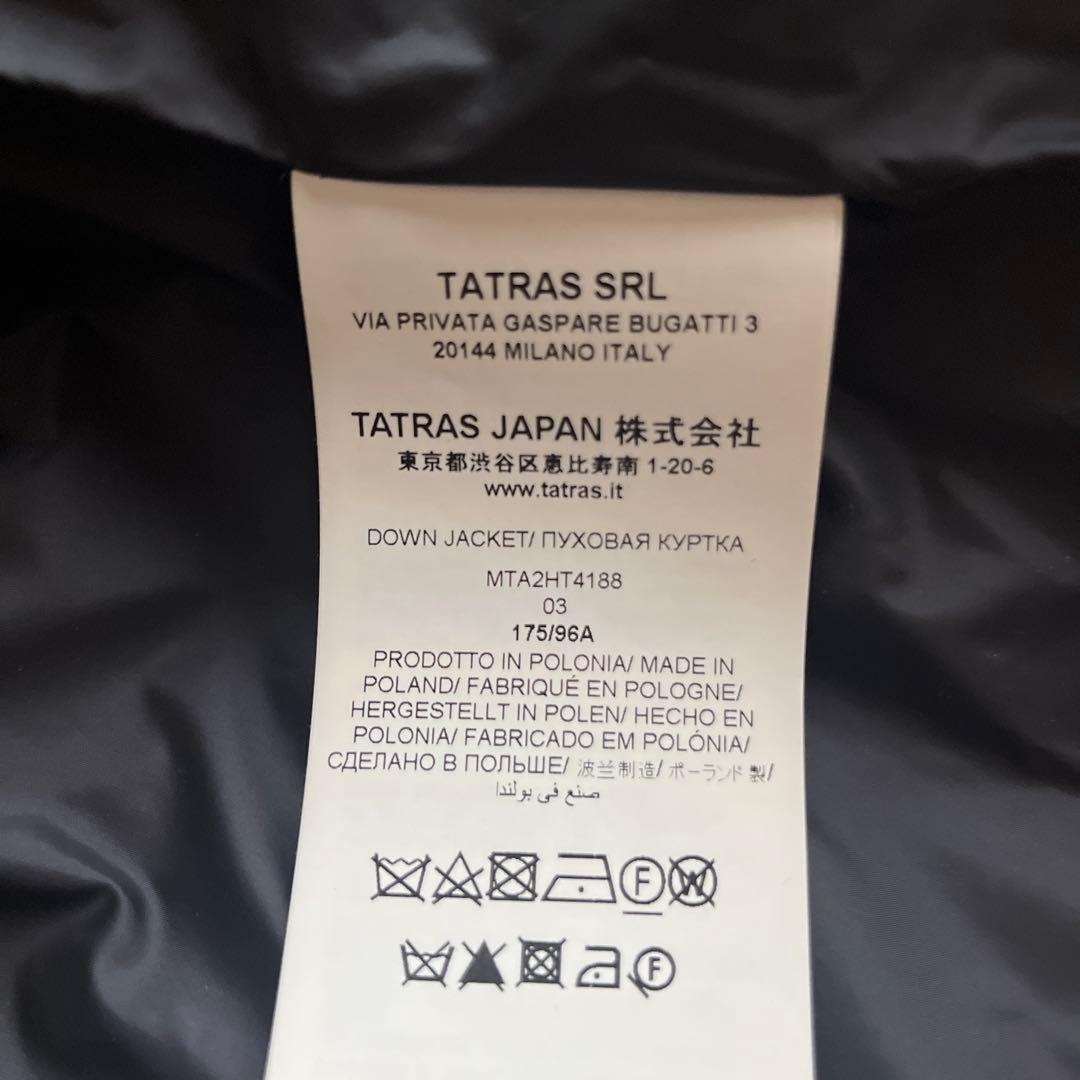 TATRAS SRL
VIA PRIVATA GASPARE BUGATTI 3
20144 MILANO ITALY
TATRAS JAPAN 株式会社
東京都渋谷区恵比寿南 1-20-6
www.tatras.it
DOWN JACKET/ ПУХОВАЯ КУРТКА
MTA2HT4188
03
175/96A
PRODOTTO IN POLONIA/ MADE IN
POLAND/ FABRIQUÉ EN POLOGNE/
HERGESTELLT IN POLEN/ HECHO EN
POLONIA/ FABRICADO EM POLÓNIA/
СДЕЛАНО В ПОЛЬШЕ/ 波兰制造/ ポーランド製/
صنع في بولندا
F W
F